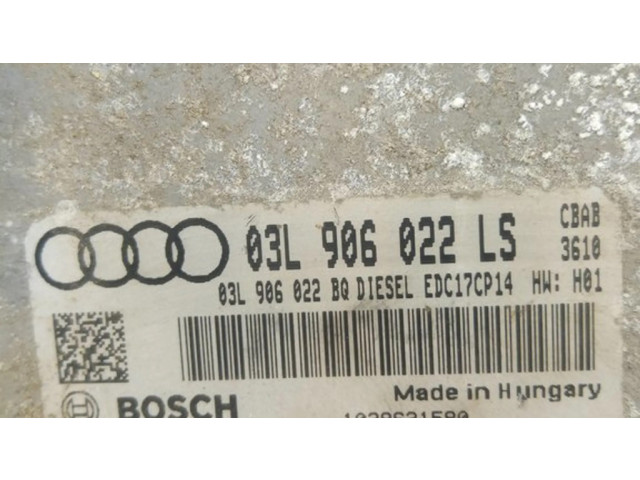 03L 906 022 LS CBAB
3610
03L 906 022 BQ DIESEL EDC17CP14 HW: H01
Made in Hungary
BOSCH